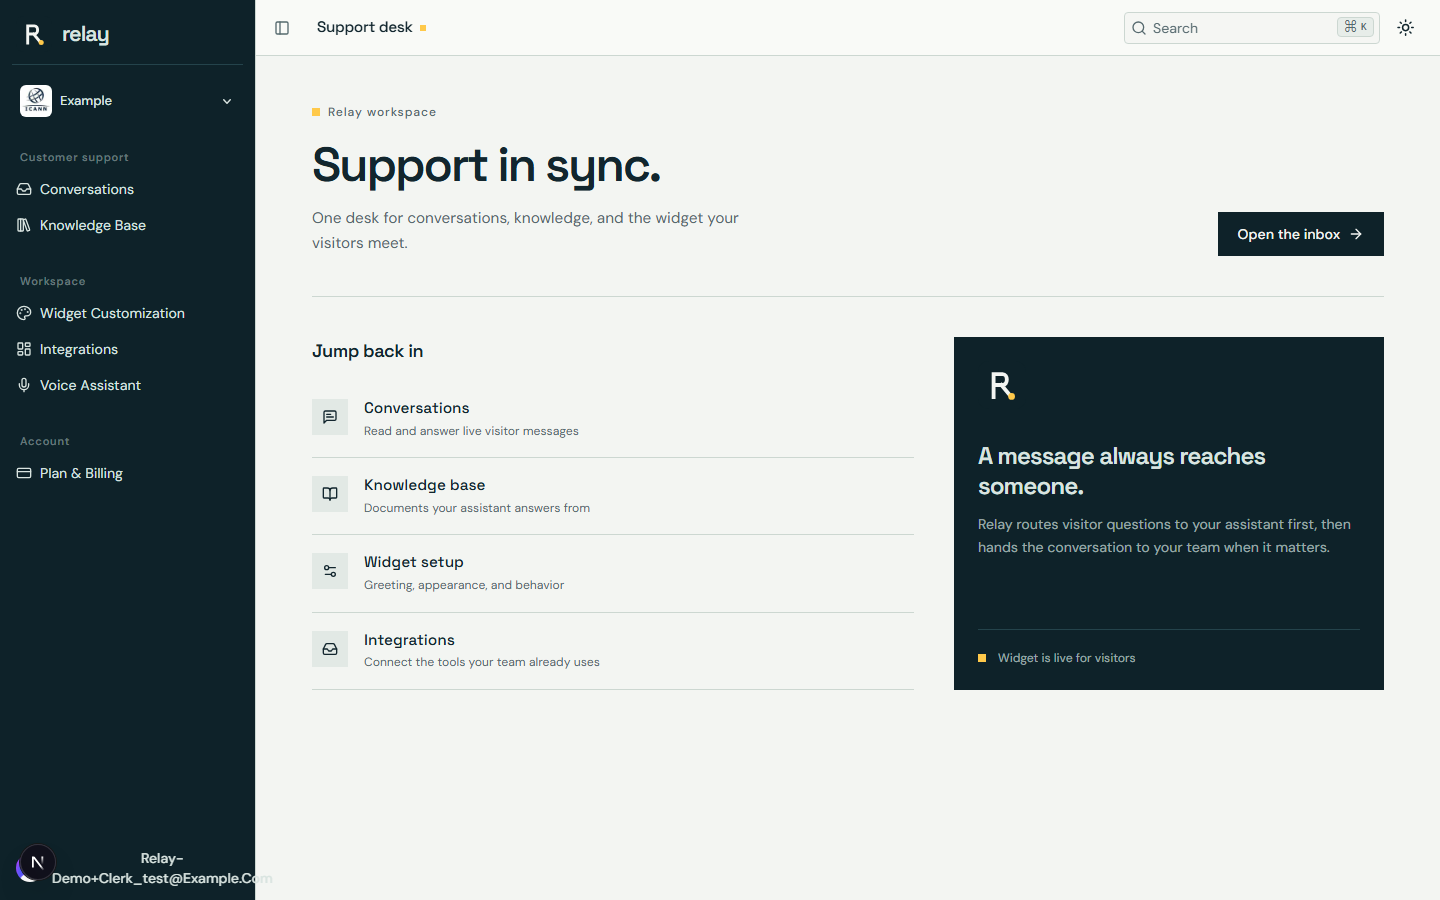 R. relay
Support desk
Search
⌘ K
ICANN
Example
Customer support
Conversations
Knowledge Base
Workspace
Widget Customization
Integrations
Voice Assistant
Account
Plan & Billing
N
Relay-
Demo+Clerk_test@Example.Com
Relay workspace
Support in sync.
One desk for conversations, knowledge, and the widget your
visitors meet.
Open the inbox →
Jump back in
Conversations
Read and answer live visitor messages
Knowledge base
Documents your assistant answers from
Widget setup
Greeting, appearance, and behavior
Integrations
Connect the tools your team already uses
R.
A message always reaches
someone.
Relay routes visitor questions to your assistant first, then
hands the conversation to your team when it matters.
Widget is live for visitors